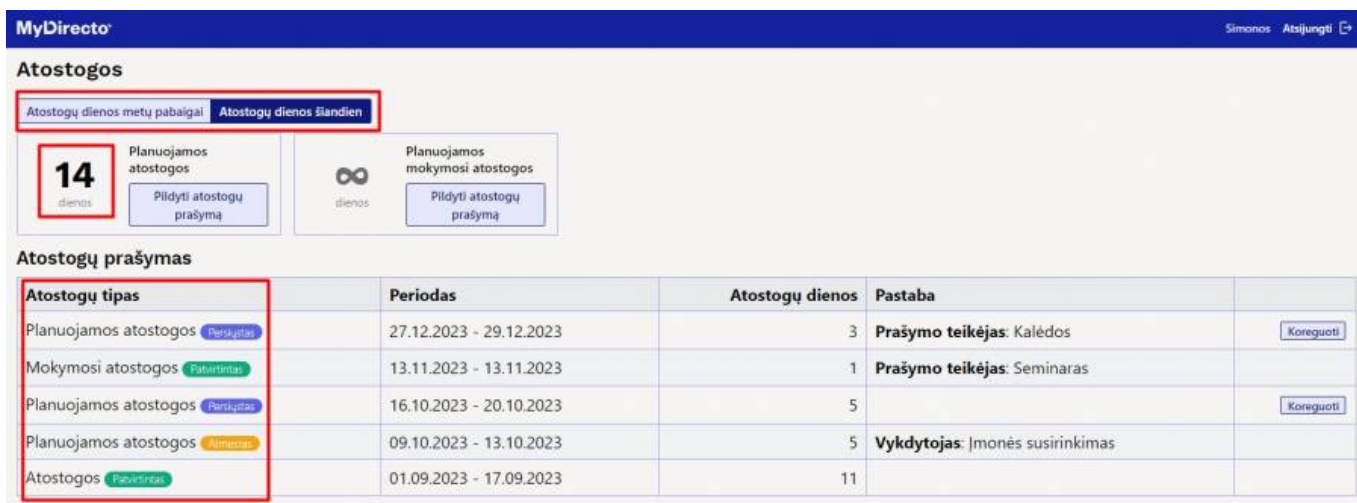 MyDirecto
Simonos Atsijungti
Atostogos
Atostogų dienos metų pabaigai Atostogų dienos šiandien
14
dienos
Planuojamos
atostogos
Pildyti atostogų
prašymą
∞
dienos
Planuojamos
mokymosi atostogos
Pildyti atostogų
prašymą
Atostogų prašymas
Atostogų tipas Periodas Atostogų dienos Pastaba
Planuojamos atostogos Persiųstas 27.12.2023 - 29.12.2023 3 Prašymo teikėjas: Kalėdos Koreguoti
Mokymosi atostogos Patvirtintas 13.11.2023 - 13.11.2023 1 Prašymo teikėjas: Seminaras
Planuojamos atostogos Persiųstas 16.10.2023 - 20.10.2023 5 Koreguoti
Planuojamos atostogos Atmestas 09.10.2023 - 13.10.2023 5 Vykdytojas: Įmonės susirinkimas
Atostogos Patvirtintas 01.09.2023 - 17.09.2023 11